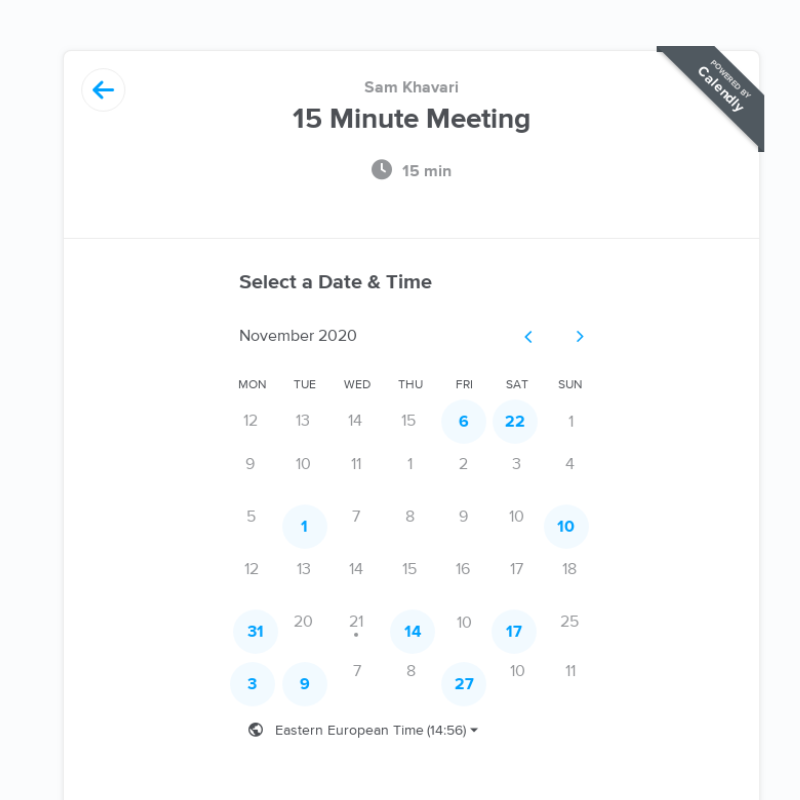 POWERED BY
Calendly
Sam Khavari
15 Minute Meeting
15 min
Select a Date & Time
November 2020
MON TUE WED THU FRI SAT SUN
12 13 14 15 6 22 1
9 10 11 1 2 3 4
5 1 7 8 9 10 10
12 13 14 15 16 17 18
31 20 21 14 10 17 25
3 9 7 8 27 10 11
Eastern European Time (14:56)